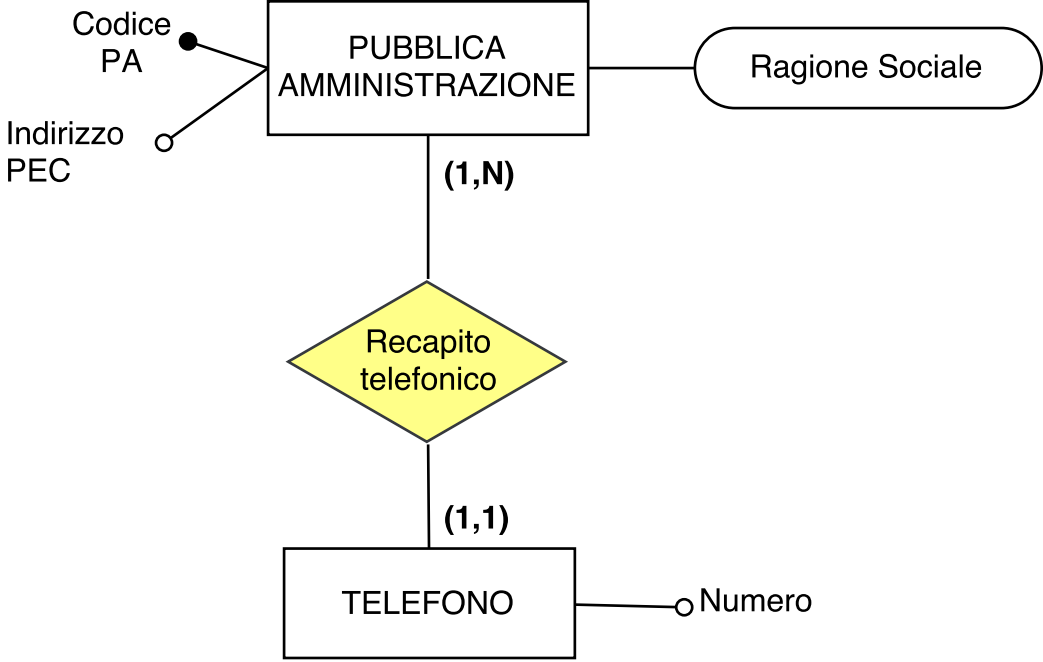 Codice
PA
PUBBLICA
AMMINISTRAZIONE
Ragione Sociale
Indirizzo
PEC
(1,N)
Recapito
telefonico
(1,1)
TELEFONO
Numero